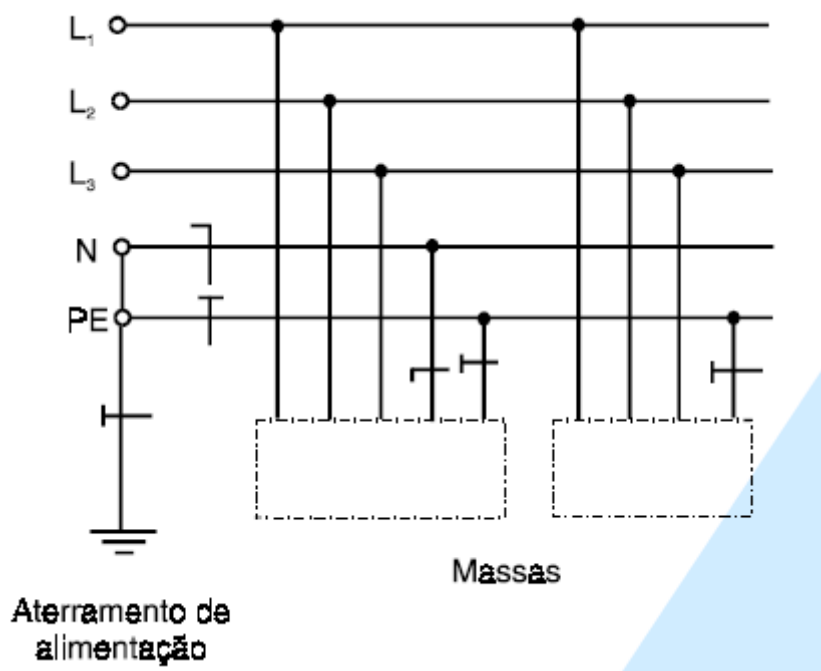 L₁
L₂
L₃
N
PE
Massas
Aterramento de
alimentação